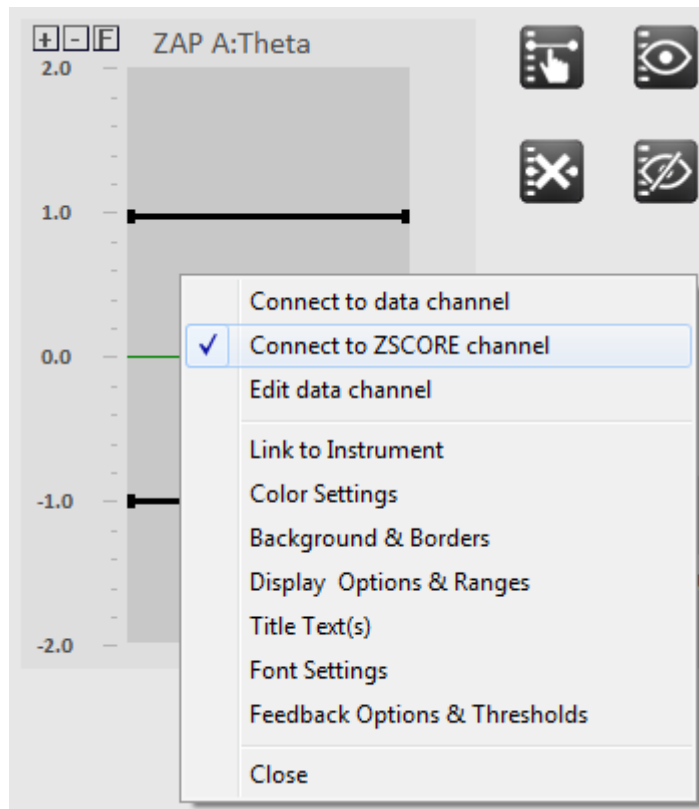 + - F ZAP A:Theta
2.0
1.0
0.0
-1.0
-2.0
Connect to data channel
Connect to ZSCORE channel
Edit data channel
Link to Instrument
Color Settings
Background & Borders
Display Options & Ranges
Title Text(s)
Font Settings
Feedback Options & Thresholds
Close